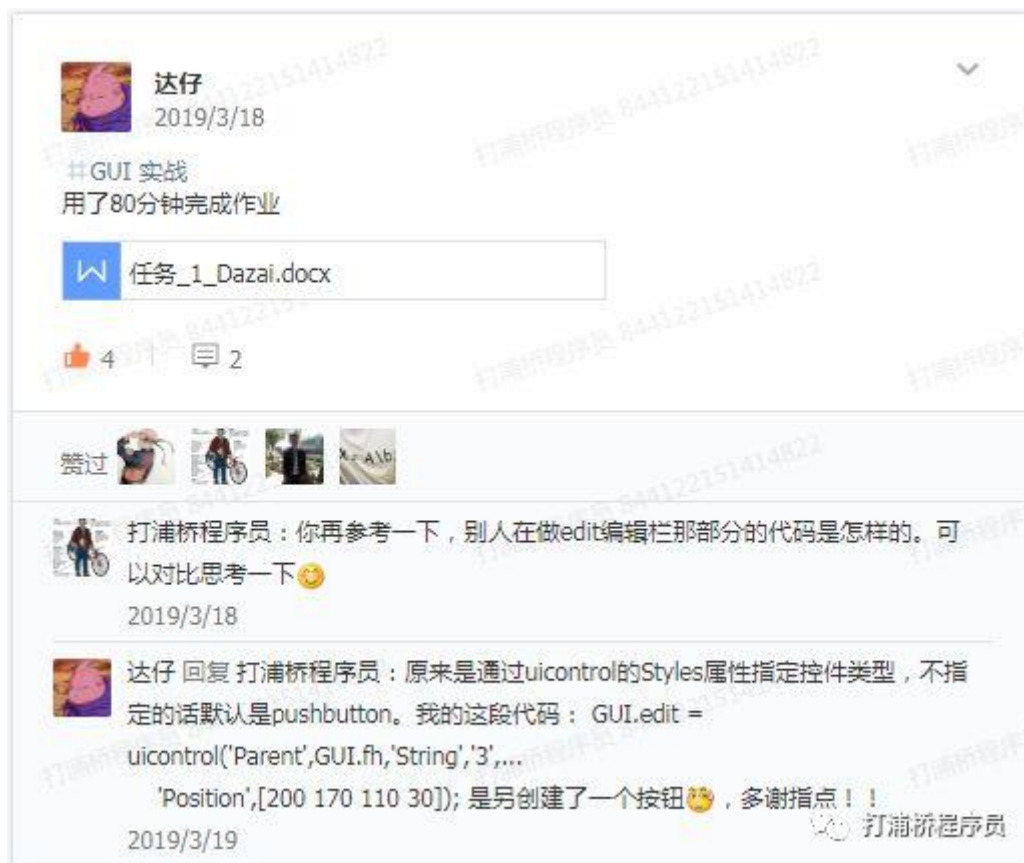 达仔
2019/3/18
#GUI 实战
用了80分钟完成作业
任务_1_Dazai.docx
4
2
赞过
x = A\b
打浦桥程序员：你再参考一下，别人在做edit编辑栏那部分的代码是怎样的。可
以对比思考一下
2019/3/18
达仔 回复 打浦桥程序员：原来是通过uicontrol的Styles属性指定控件类型，不指
定的话默认是pushbutton。我的这段代码： GUI.edit =
uicontrol('Parent',GUI.fh,'String','3',...
'Position',[200 170 110 30]); 是另创建了一个按钮，多谢指点！！
2019/3/19
打浦桥程序员
打浦桥程序员 844122151414822